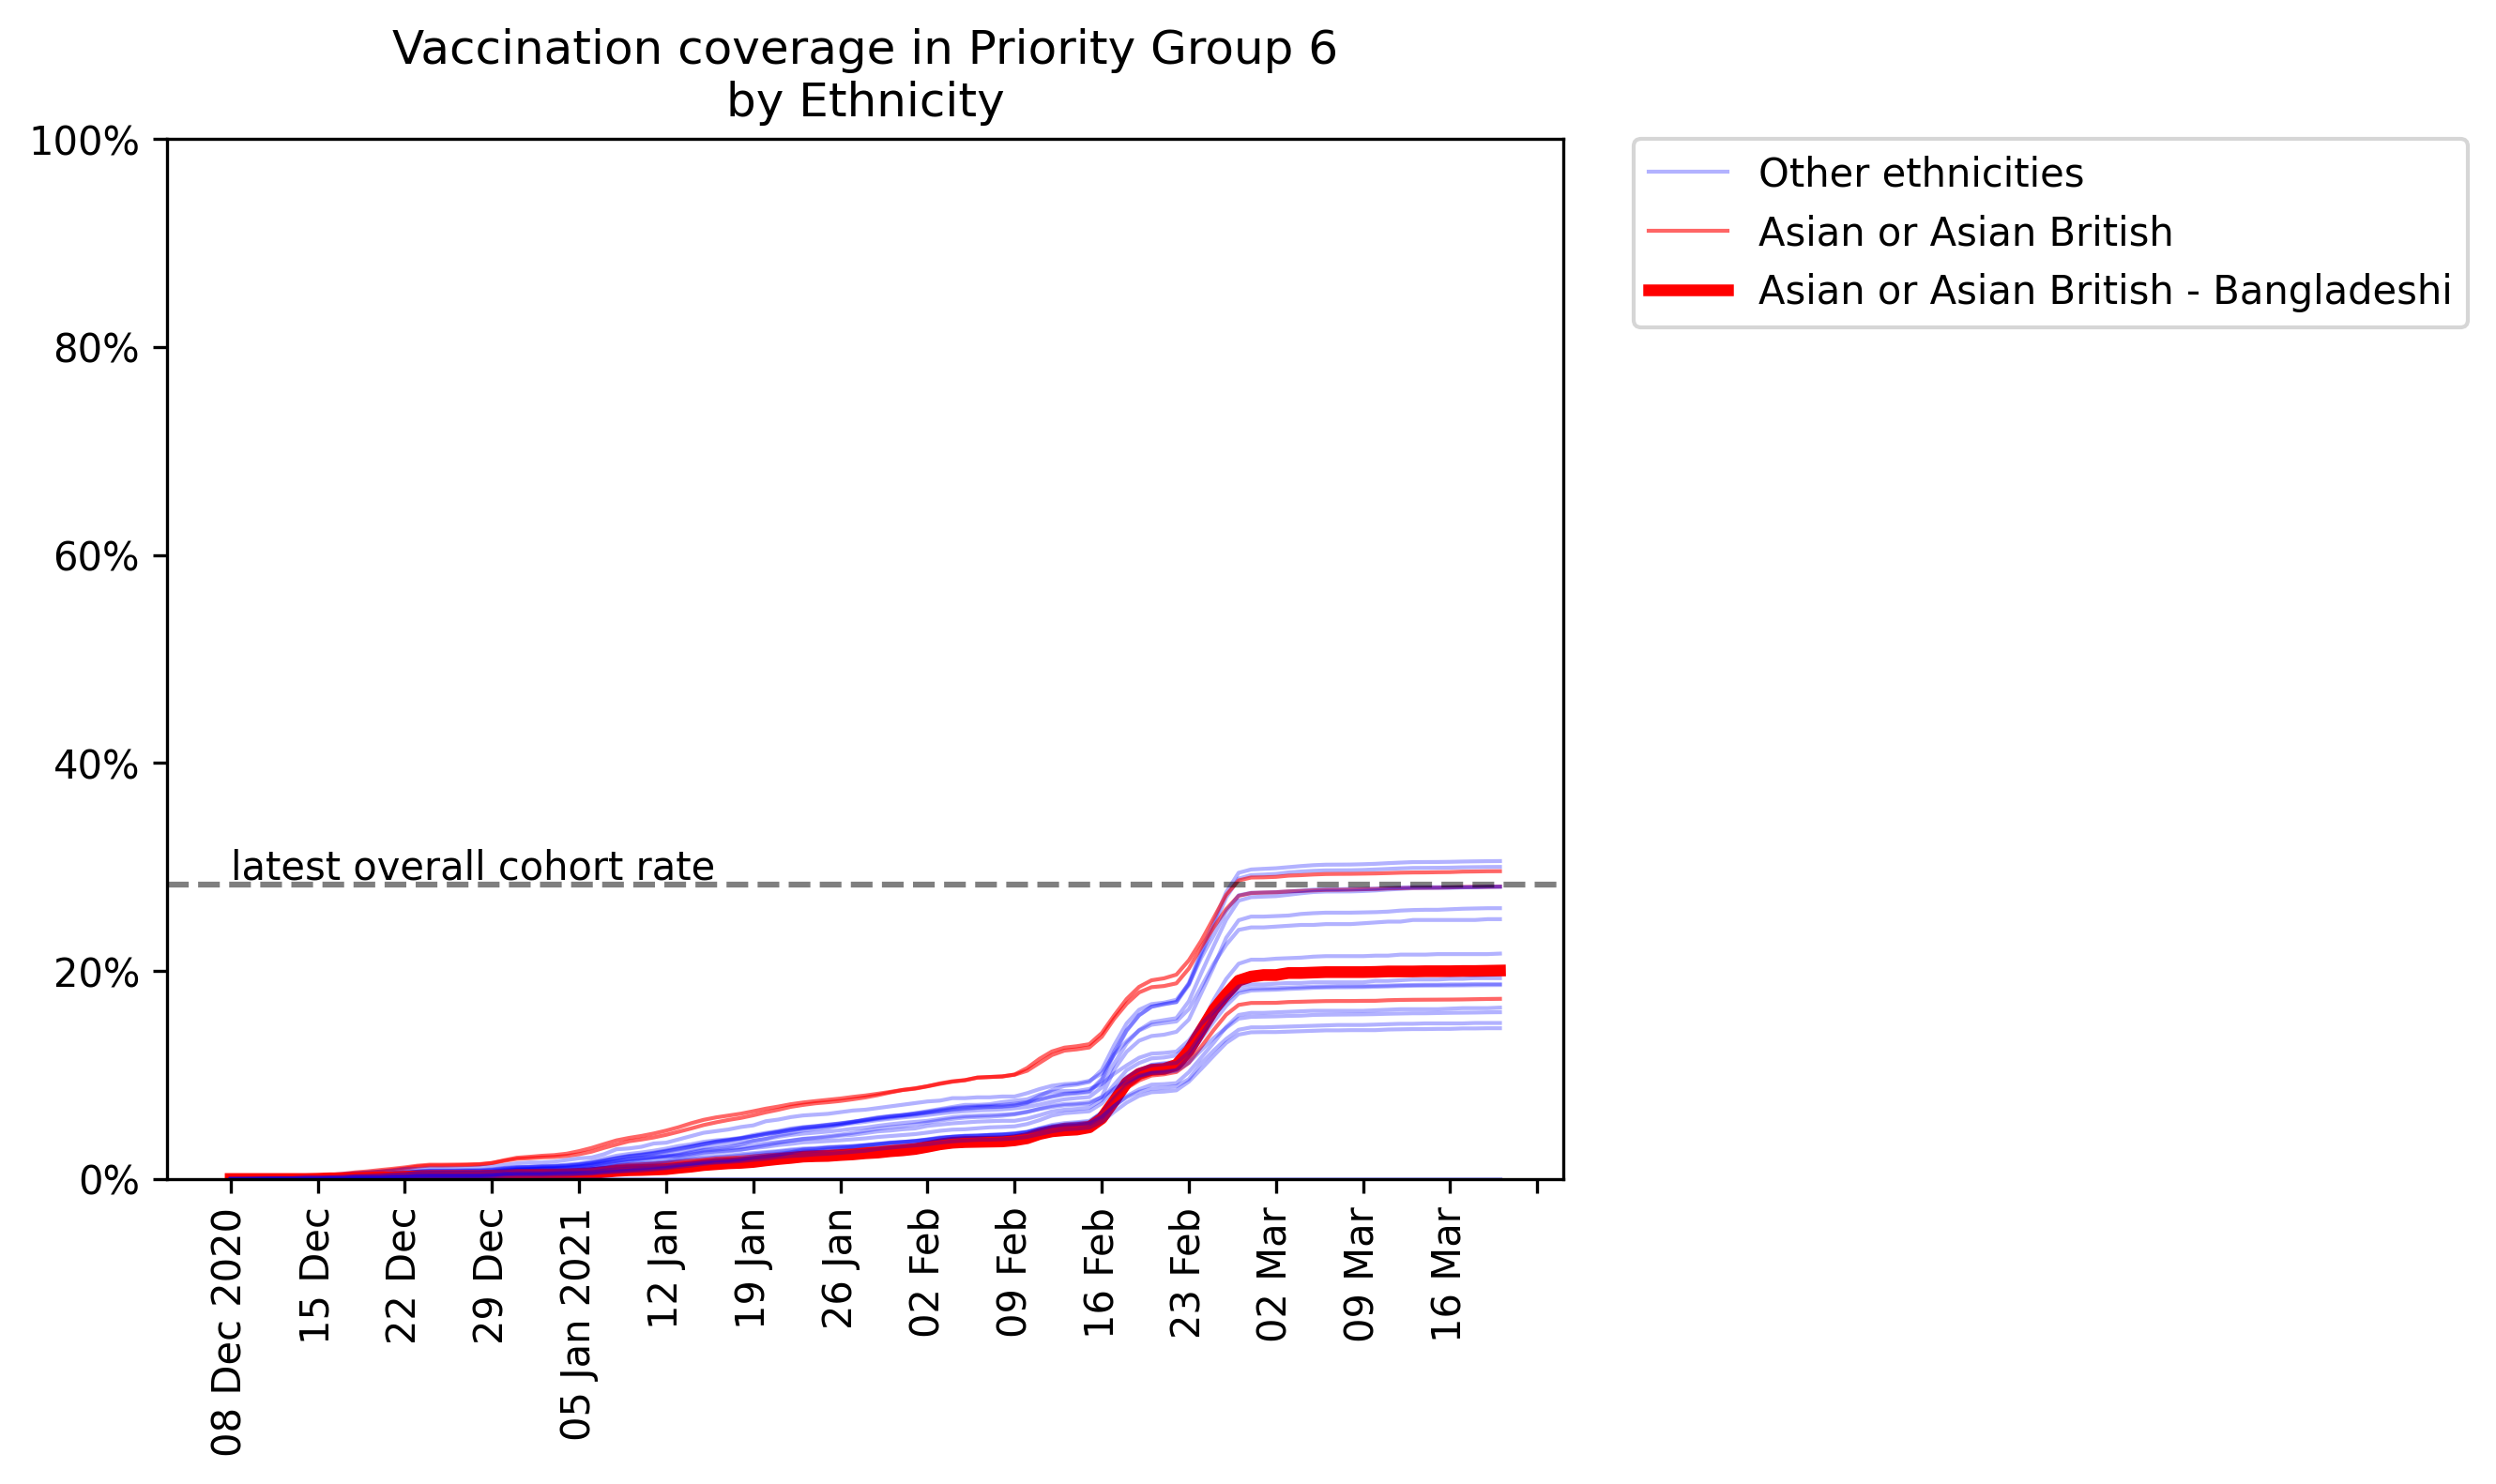 Vaccination coverage in Priority Group 6
by Ethnicity
100%
80%
60%
40%
20%
0%
latest overall cohort rate
Other ethnicities
Asian or Asian British
Asian or Asian British - Bangladeshi
08 Dec 2020
15 Dec
22 Dec
29 Dec
05 Jan 2021
12 Jan
19 Jan
26 Jan
02 Feb
09 Feb
16 Feb
23 Feb
02 Mar
09 Mar
16 Mar